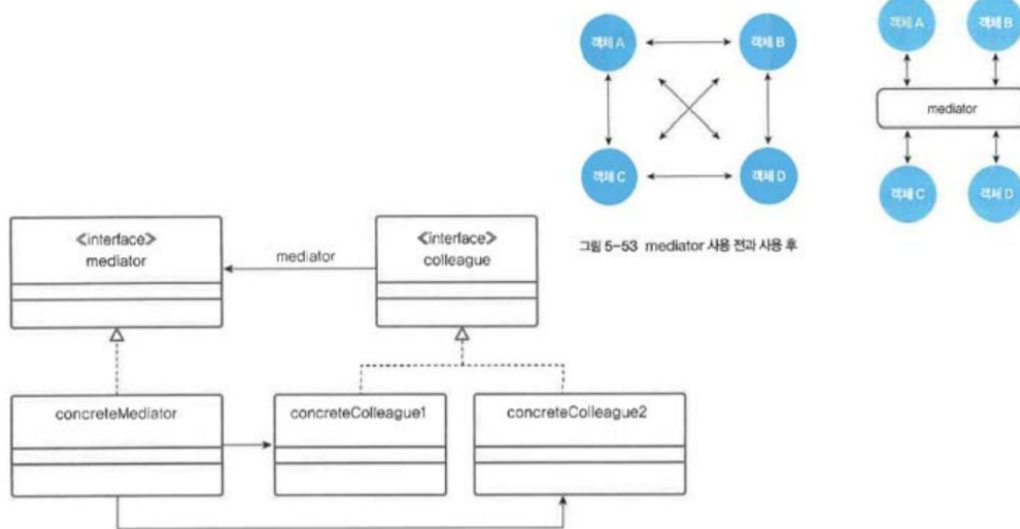 객체 A
객체 B
객체 C
객체 D
객체 A
객체 B
mediator
객체 C
객체 D
그림 5-53 mediator 사용 전과 사용 후
≪interface≫
mediator
mediator
≪interface≫
colleague
concreteMediator
concreteColleague1
concreteColleague2